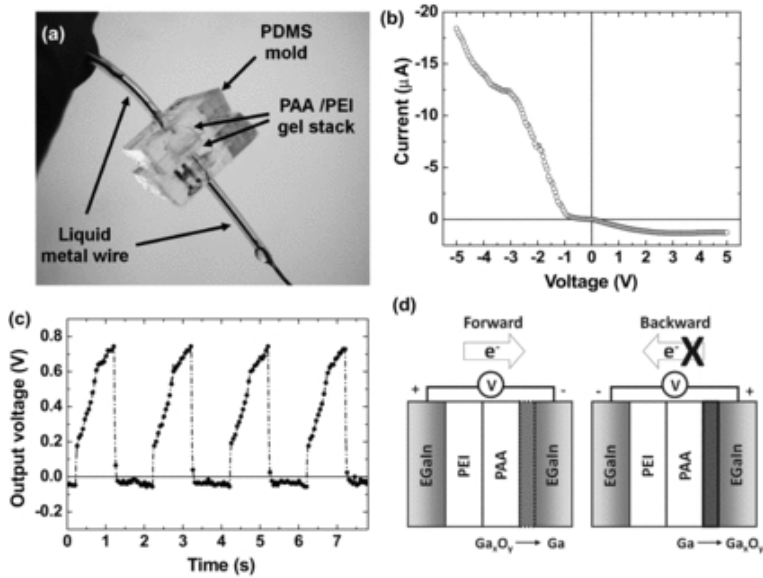 (a)
PDMS
mold
PAA /PEI
gel stack
Liquid
metal wire
(b)
Current (μA)
-20
-15
-10
-5
0
-5 -4 -3 -2 -1 0 1 2 3 4 5
Voltage (V)
(c)
Output voltage (V)
0.8
0.6
0.4
0.2
0.0
-0.2
0 1 2 3 4 5 6 7
Time (s)
(d)
Forward
e⁻
+ V -
EGaIn PEI PAA EGaIn
GaₓOᵧ → Ga
Backward
e⁻ X
- V +
EGaIn PEI PAA EGaIn
Ga → GaₓOᵧ